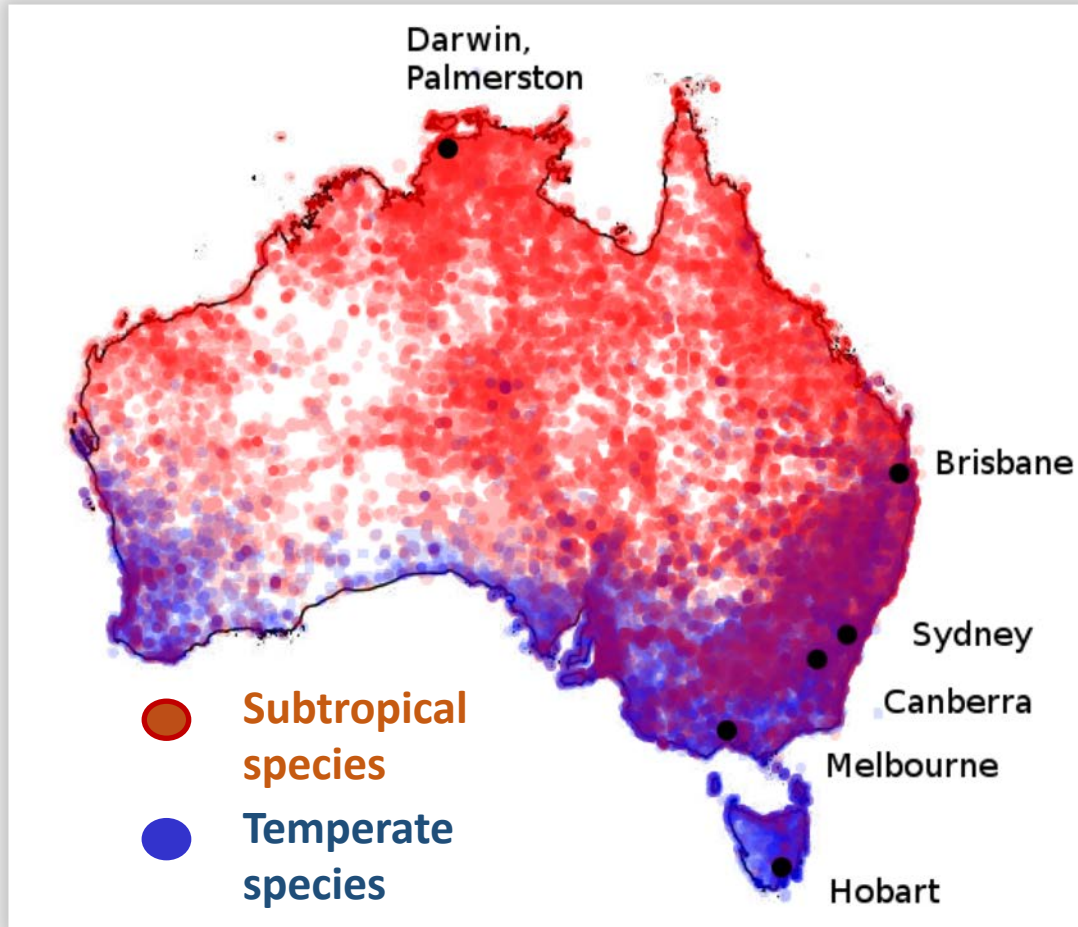 Darwin,
Palmerston
Brisbane
Sydney
Canberra
Melbourne
Hobart
Subtropical
species
Temperate
species